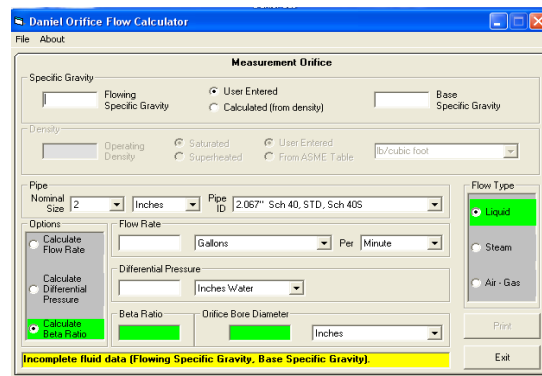 Daniel Orifice Flow Calculator
File About
Measurement Orifice
Specific Gravity
Flowing Specific Gravity
User Entered
Calculated (from density)
Base Specific Gravity
Density
Operating Density
Saturated
Superheated
User Entered
From ASME Table
lb/cubic foot
Pipe
Nominal Size 2 Inches Pipe ID 2.067" Sch 40, STD, Sch 40S
Flow Type
Liquid
Steam
Air - Gas
Options
Calculate Flow Rate
Calculate Differential Pressure
Calculate Beta Ratio
Flow Rate
Gallons Per Minute
Differential Pressure
Inches Water
Beta Ratio
Orifice Bore Diameter
Inches
Print
Exit
Incomplete fluid data (Flowing Specific Gravity, Base Specific Gravity).